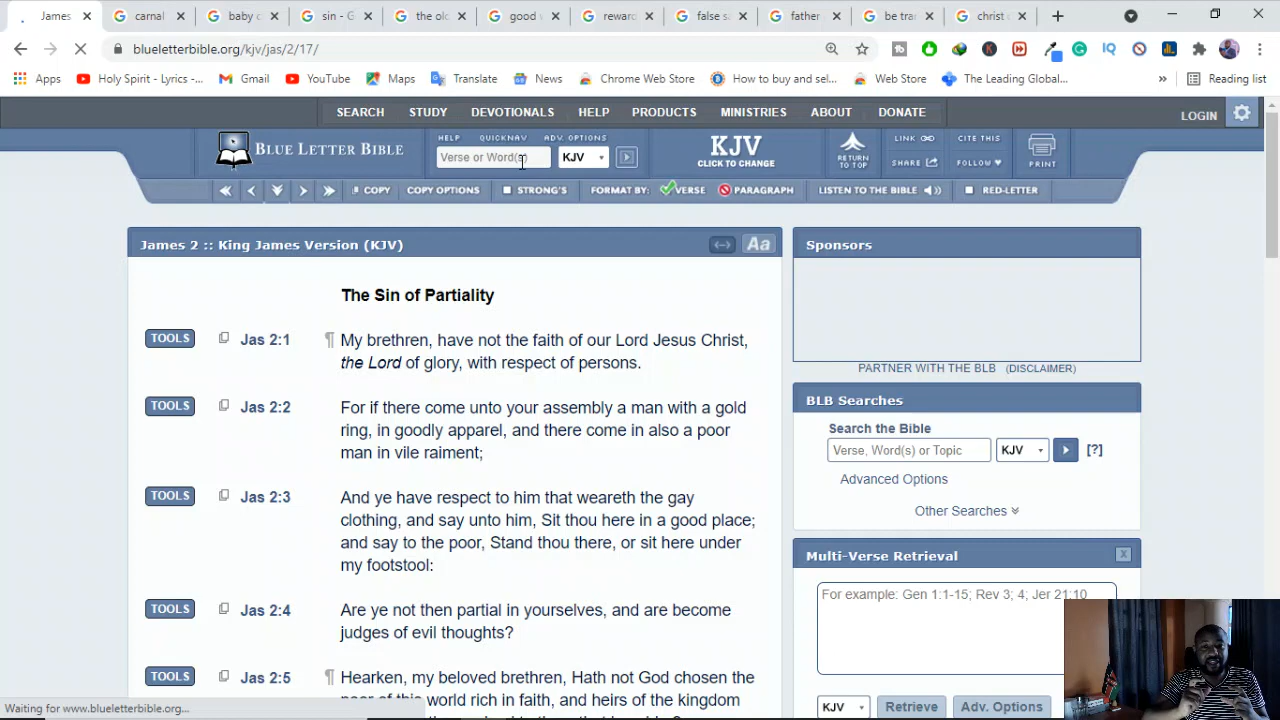 James
carnal
baby c
sin - G
the old
good v
reward
false sa
father
be tran
christ c
blueletterbible.org/kjv/jas/2/17/
Apps
Holy Spirit - Lyrics -...
Gmail
YouTube
Maps
Translate
News
Chrome Web Store
How to buy and sel...
Web Store
The Leading Global...
»
Reading list
SEARCH
STUDY
DEVOTIONALS
HELP
PRODUCTS
MINISTRIES
ABOUT
DONATE
LOGIN
BLUE LETTER BIBLE
HELP
QUICKNAV
ADV. OPTIONS
Verse or Word(s)
KJV
KJV
CLICK TO CHANGE
RETURN
TO TOP
LINK
CITE THIS
SHARE
FOLLOW
PRINT
COPY
COPY OPTIONS
STRONG'S
FORMAT BY:
VERSE
PARAGRAPH
LISTEN TO THE BIBLE
RED-LETTER
James 2 :: King James Version (KJV)
Aa
The Sin of Partiality
TOOLS
Jas 2:1
¶ My brethren, have not the faith of our Lord Jesus Christ,
the Lord of glory, with respect of persons.
TOOLS
Jas 2:2
For if there come unto your assembly a man with a gold
ring, in goodly apparel, and there come in also a poor
man in vile raiment;
TOOLS
Jas 2:3
And ye have respect to him that weareth the gay
clothing, and say unto him, Sit thou here in a good place;
and say to the poor, Stand thou there, or sit here under
my footstool:
TOOLS
Jas 2:4
Are ye not then partial in yourselves, and are become
judges of evil thoughts?
TOOLS
Jas 2:5
¶ Hearken, my beloved brethren, Hath not God chosen the
poor of this world rich in faith, and heirs of the kingdom
Waiting for www.blueletterbible.org...
Sponsors
PARTNER WITH THE BLB (DISCLAIMER)
BLB Searches
Search the Bible
Verse, Word(s) or Topic
KJV
[?]
Advanced Options
Other Searches
Multi-Verse Retrieval
X
For example: Gen 1:1-15; Rev 3; 4; Jer 21:10
KJV
Retrieve
Adv. Options